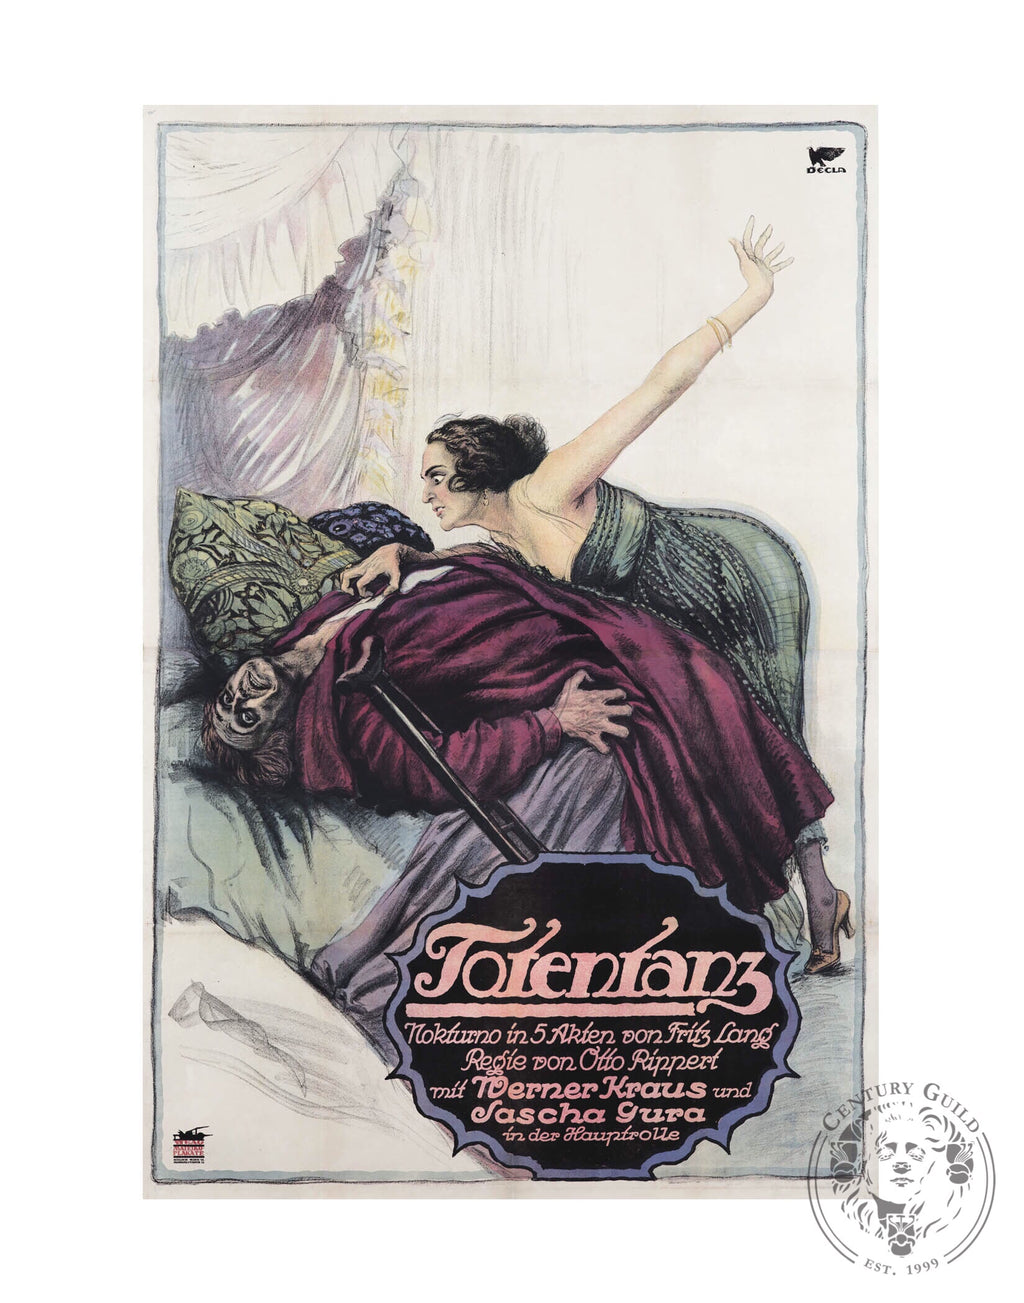 DECLA
Totentanz
Nokturno in 5 Akten von Fritz Lang
Regie von Otto Rippert
mit Werner Kraus und
Sascha Gura
in der Hauptrolle
PLAKATE
CENTURY GUILD
EST. 1999